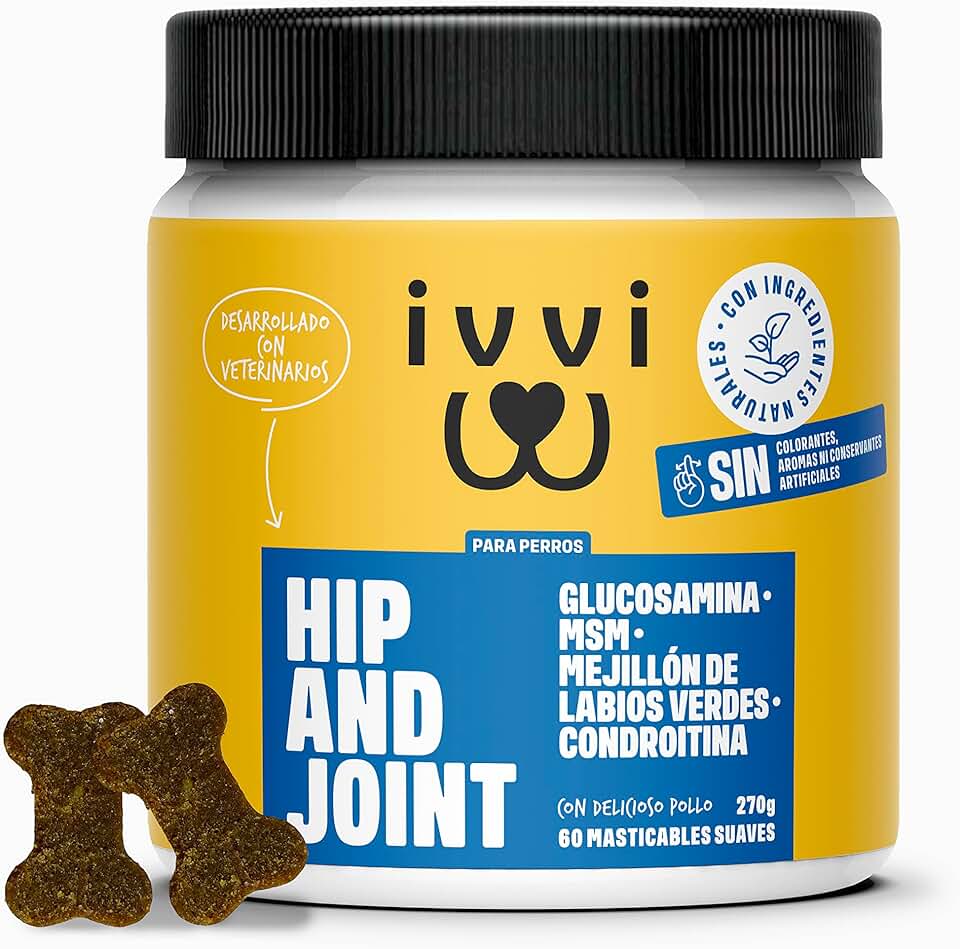 ivvi
DESARROLLADO
CON
VETERINARIOS
• CON INGREDIENTES NATURALES
SIN
COLORANTES,
AROMAS NI CONSERVANTES
ARTIFICIALES
PARA PERROS
HIP
AND
JOINT
GLUCOSAMINA •
MSM •
MEJILLÓN DE
LABIOS VERDES •
CONDROITINA
CON DELICIOSO POLLO 270g
60 MASTICABLES SUAVES